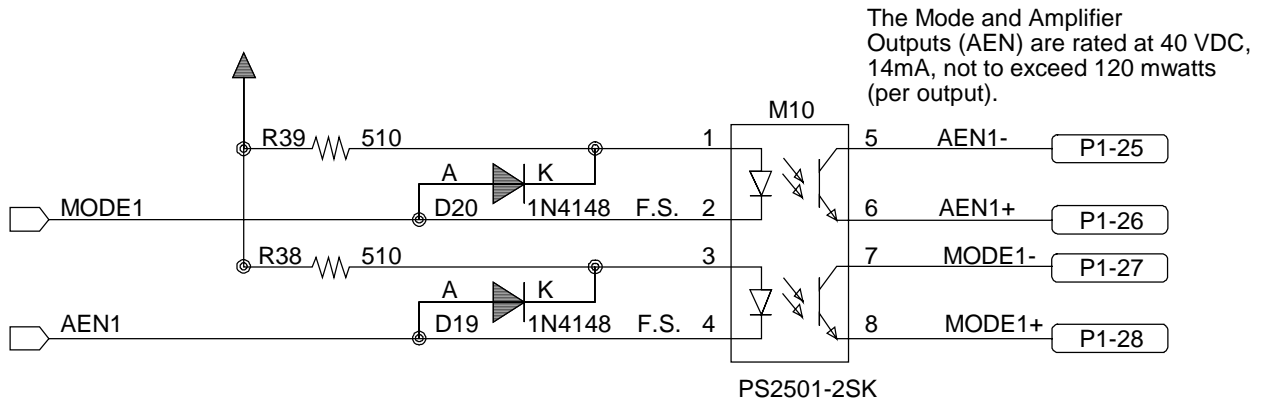 The Mode and Amplifier
Outputs (AEN) are rated at 40 VDC,
14mA, not to exceed 120 mwatts
(per output).
M10
R39 510 1 5 AEN1- P1-25
A K
MODE1 D20 1N4148 F.S. 2 6 AEN1+ P1-26
R38 510 3 7 MODE1- P1-27
A K
AEN1 D19 1N4148 F.S. 4 8 MODE1+ P1-28
PS2501-2SK